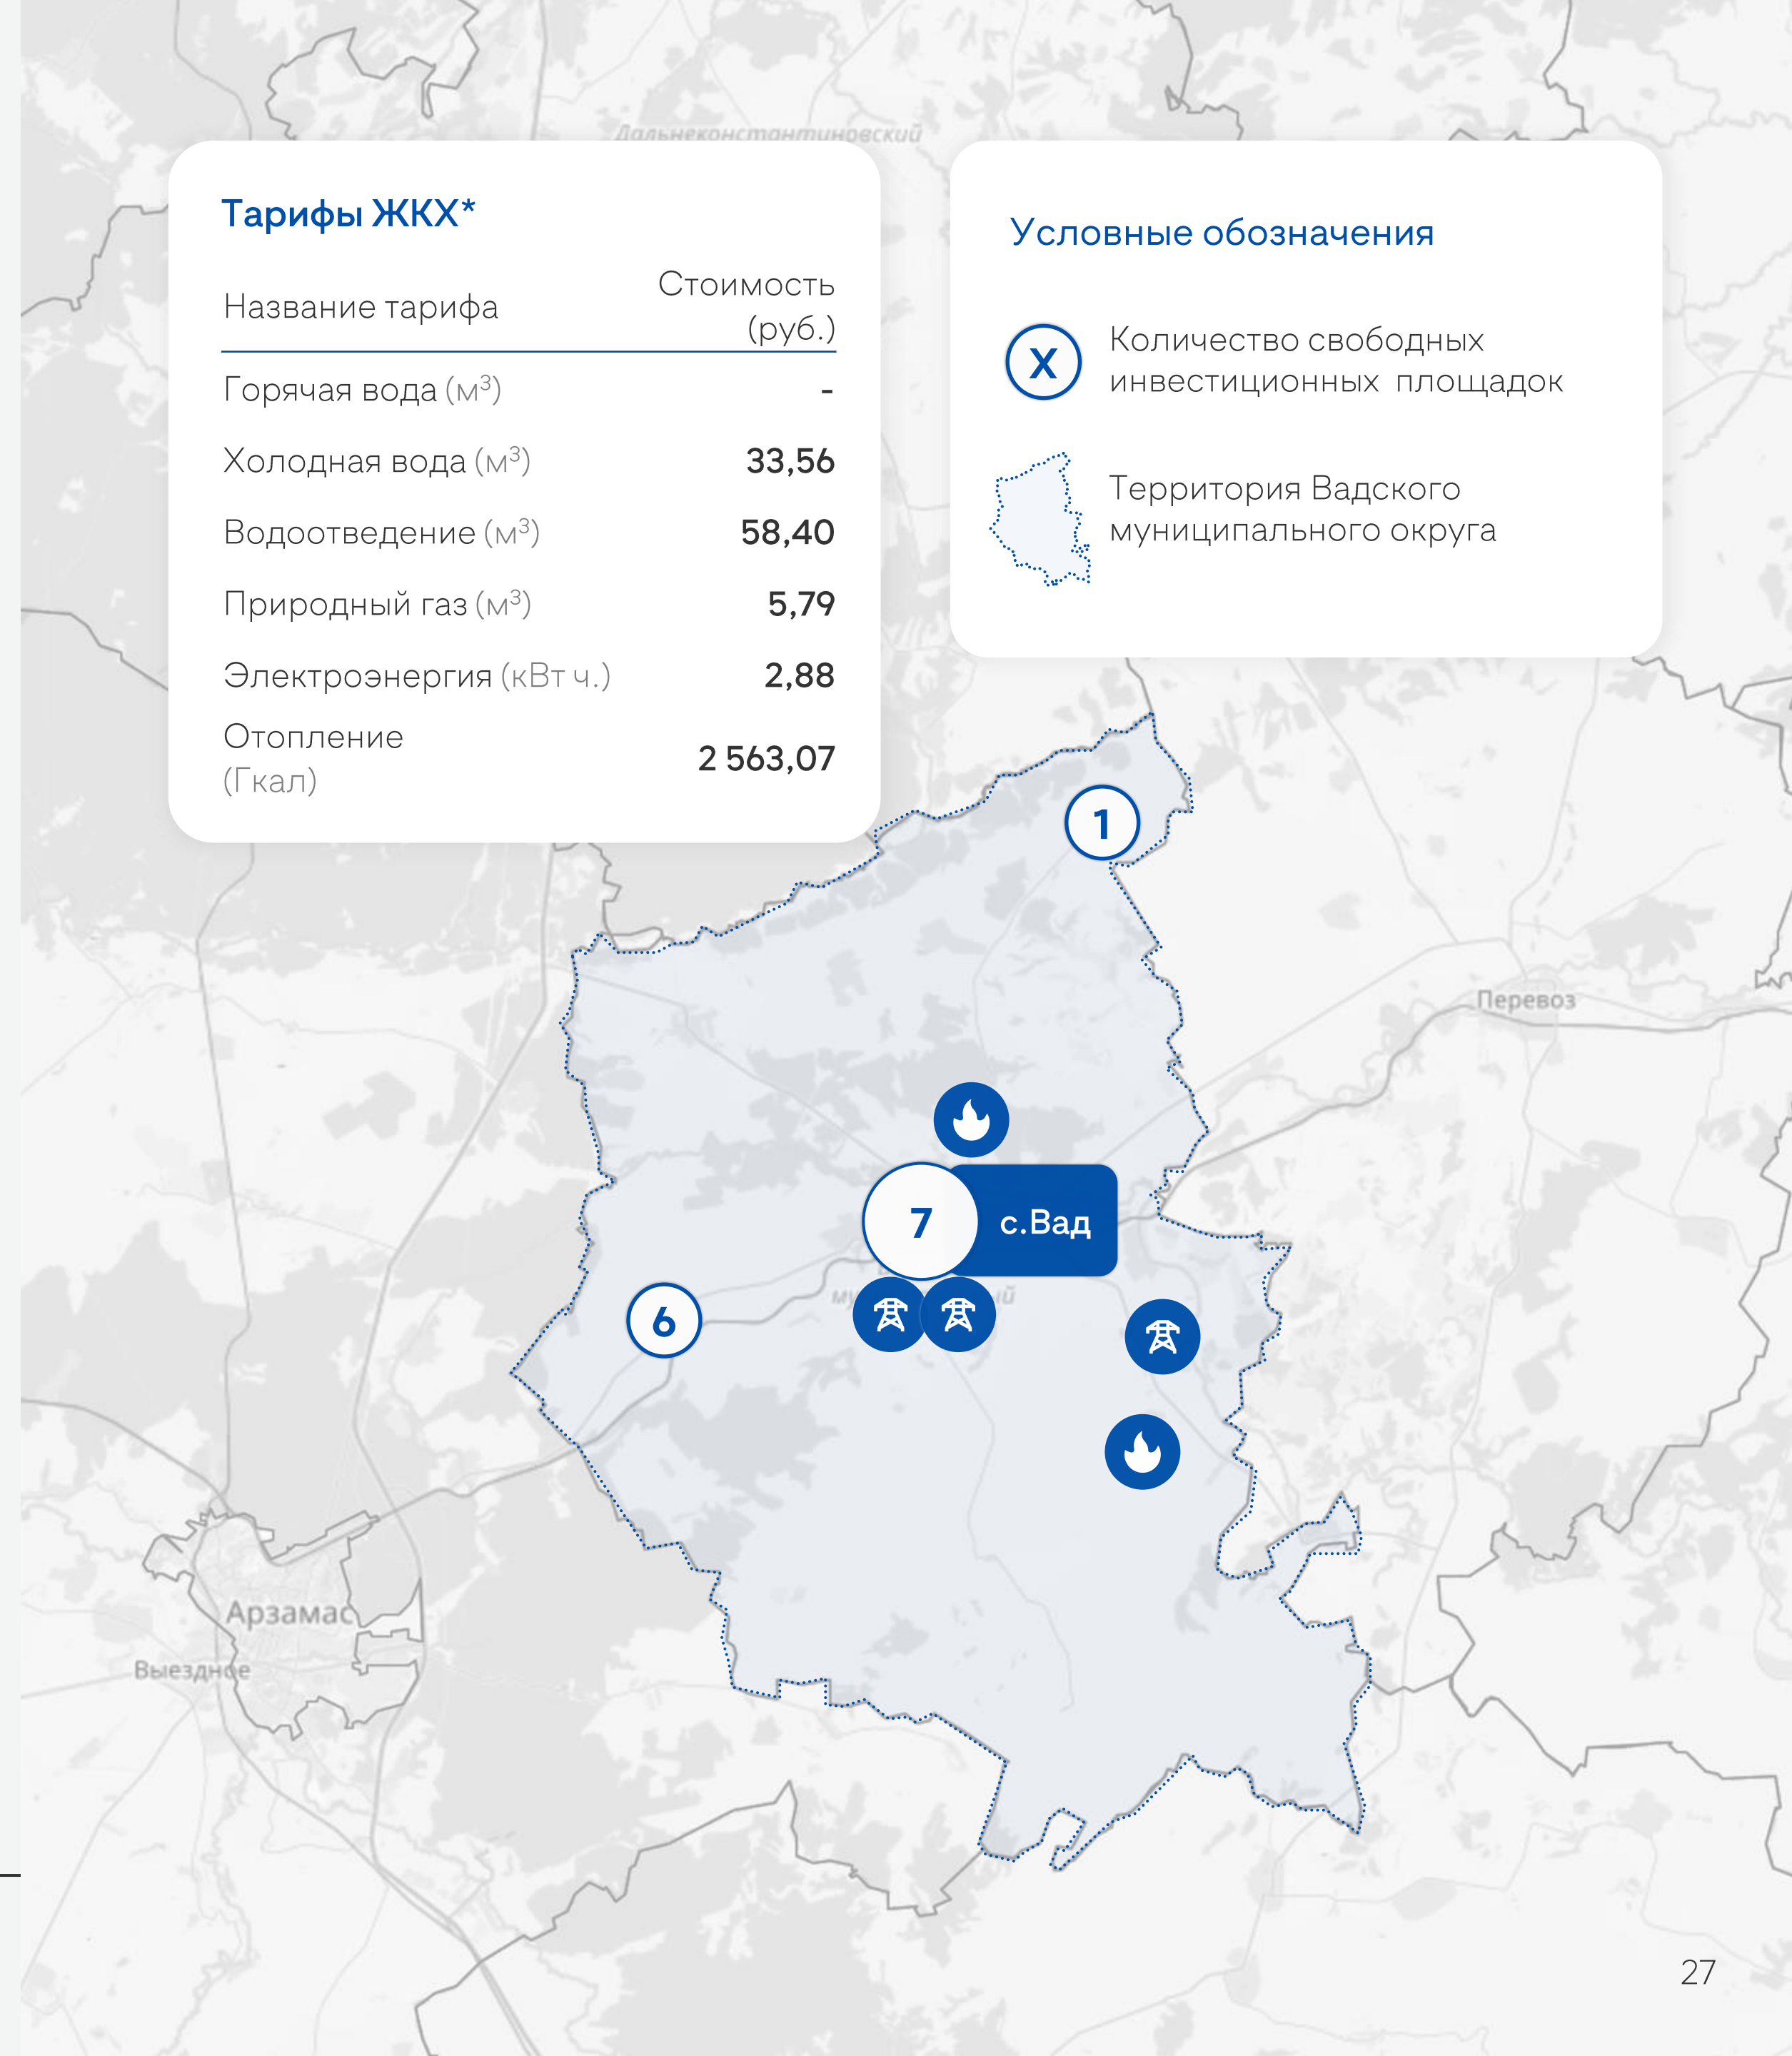 Дальнеконстантиновский
Тарифы ЖКХ*
Название тарифа
Стоимость
(руб.)
Горячая вода (м³)
-
Холодная вода (м³)
33,56
Водоотведение (м³)
58,40
Природный газ (м³)
5,79
Электроэнергия (кВт ч.)
2,88
Отопление
(Гкал)
2 563,07
Условные обозначения
X
Количество свободных
инвестиционных площадок
Территория Вадского
муниципального округа
1
Перевоз
7
с.Вад
6
Арзамас
Выездное
27